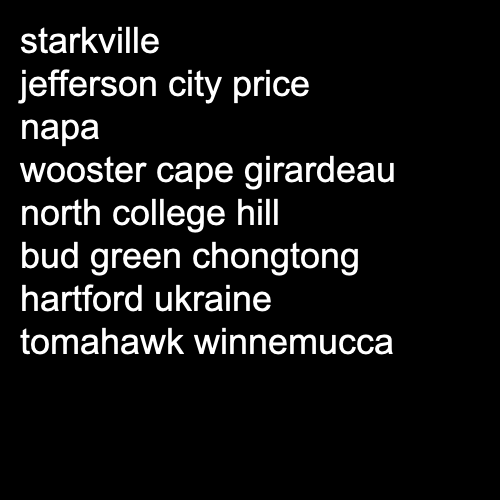 starkville
jefferson city price
napa
wooster cape girardeau
north college hill
bud green chongtong
hartford ukraine
tomahawk winnemucca